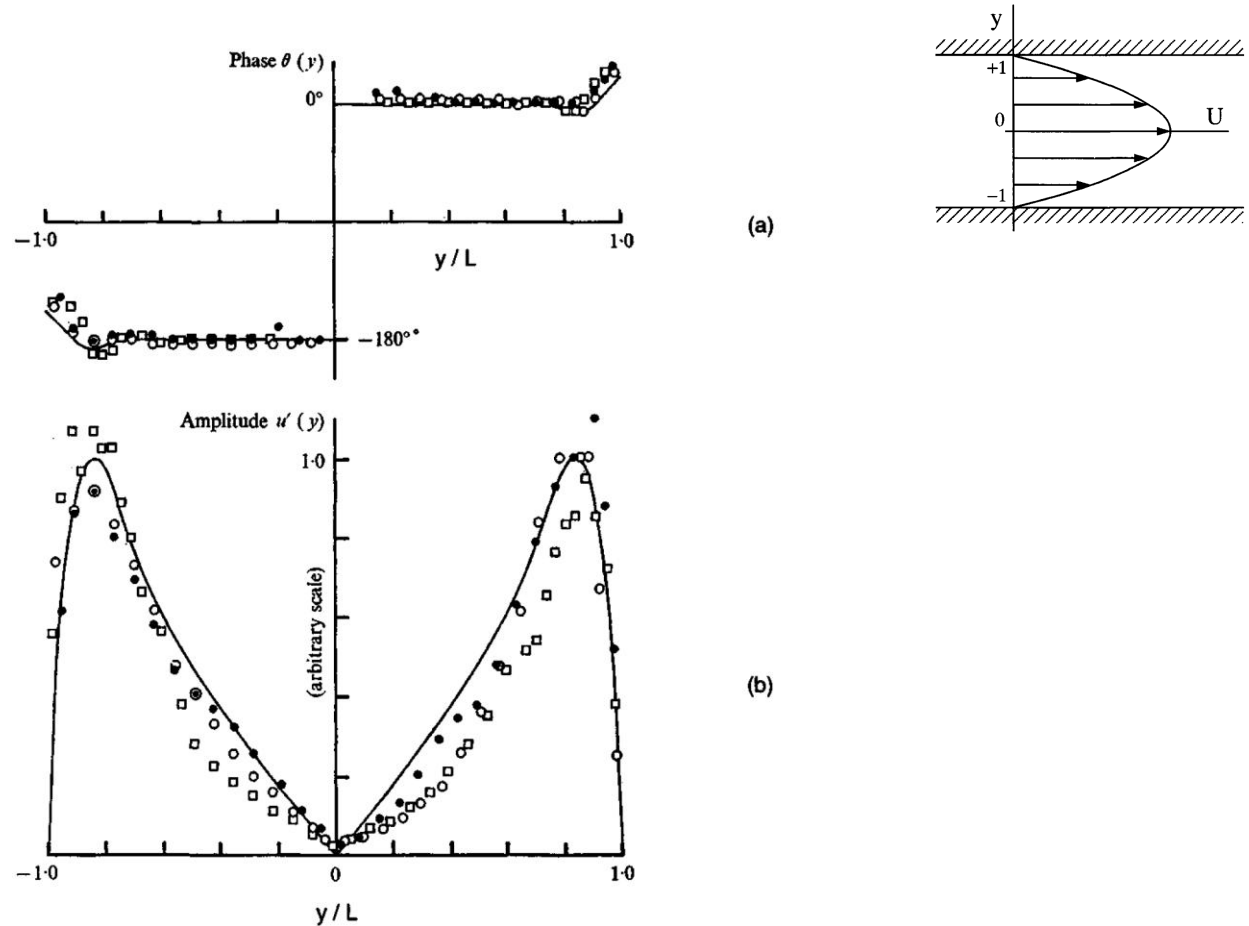 Phase θ (y)
0°
−1·0
1·0
y / L
−180°°
(a)
y
+1
0
U
−1
Amplitude u′ (y)
1·0
(arbitrary scale)
(b)
−1·0
0
1·0
y / L